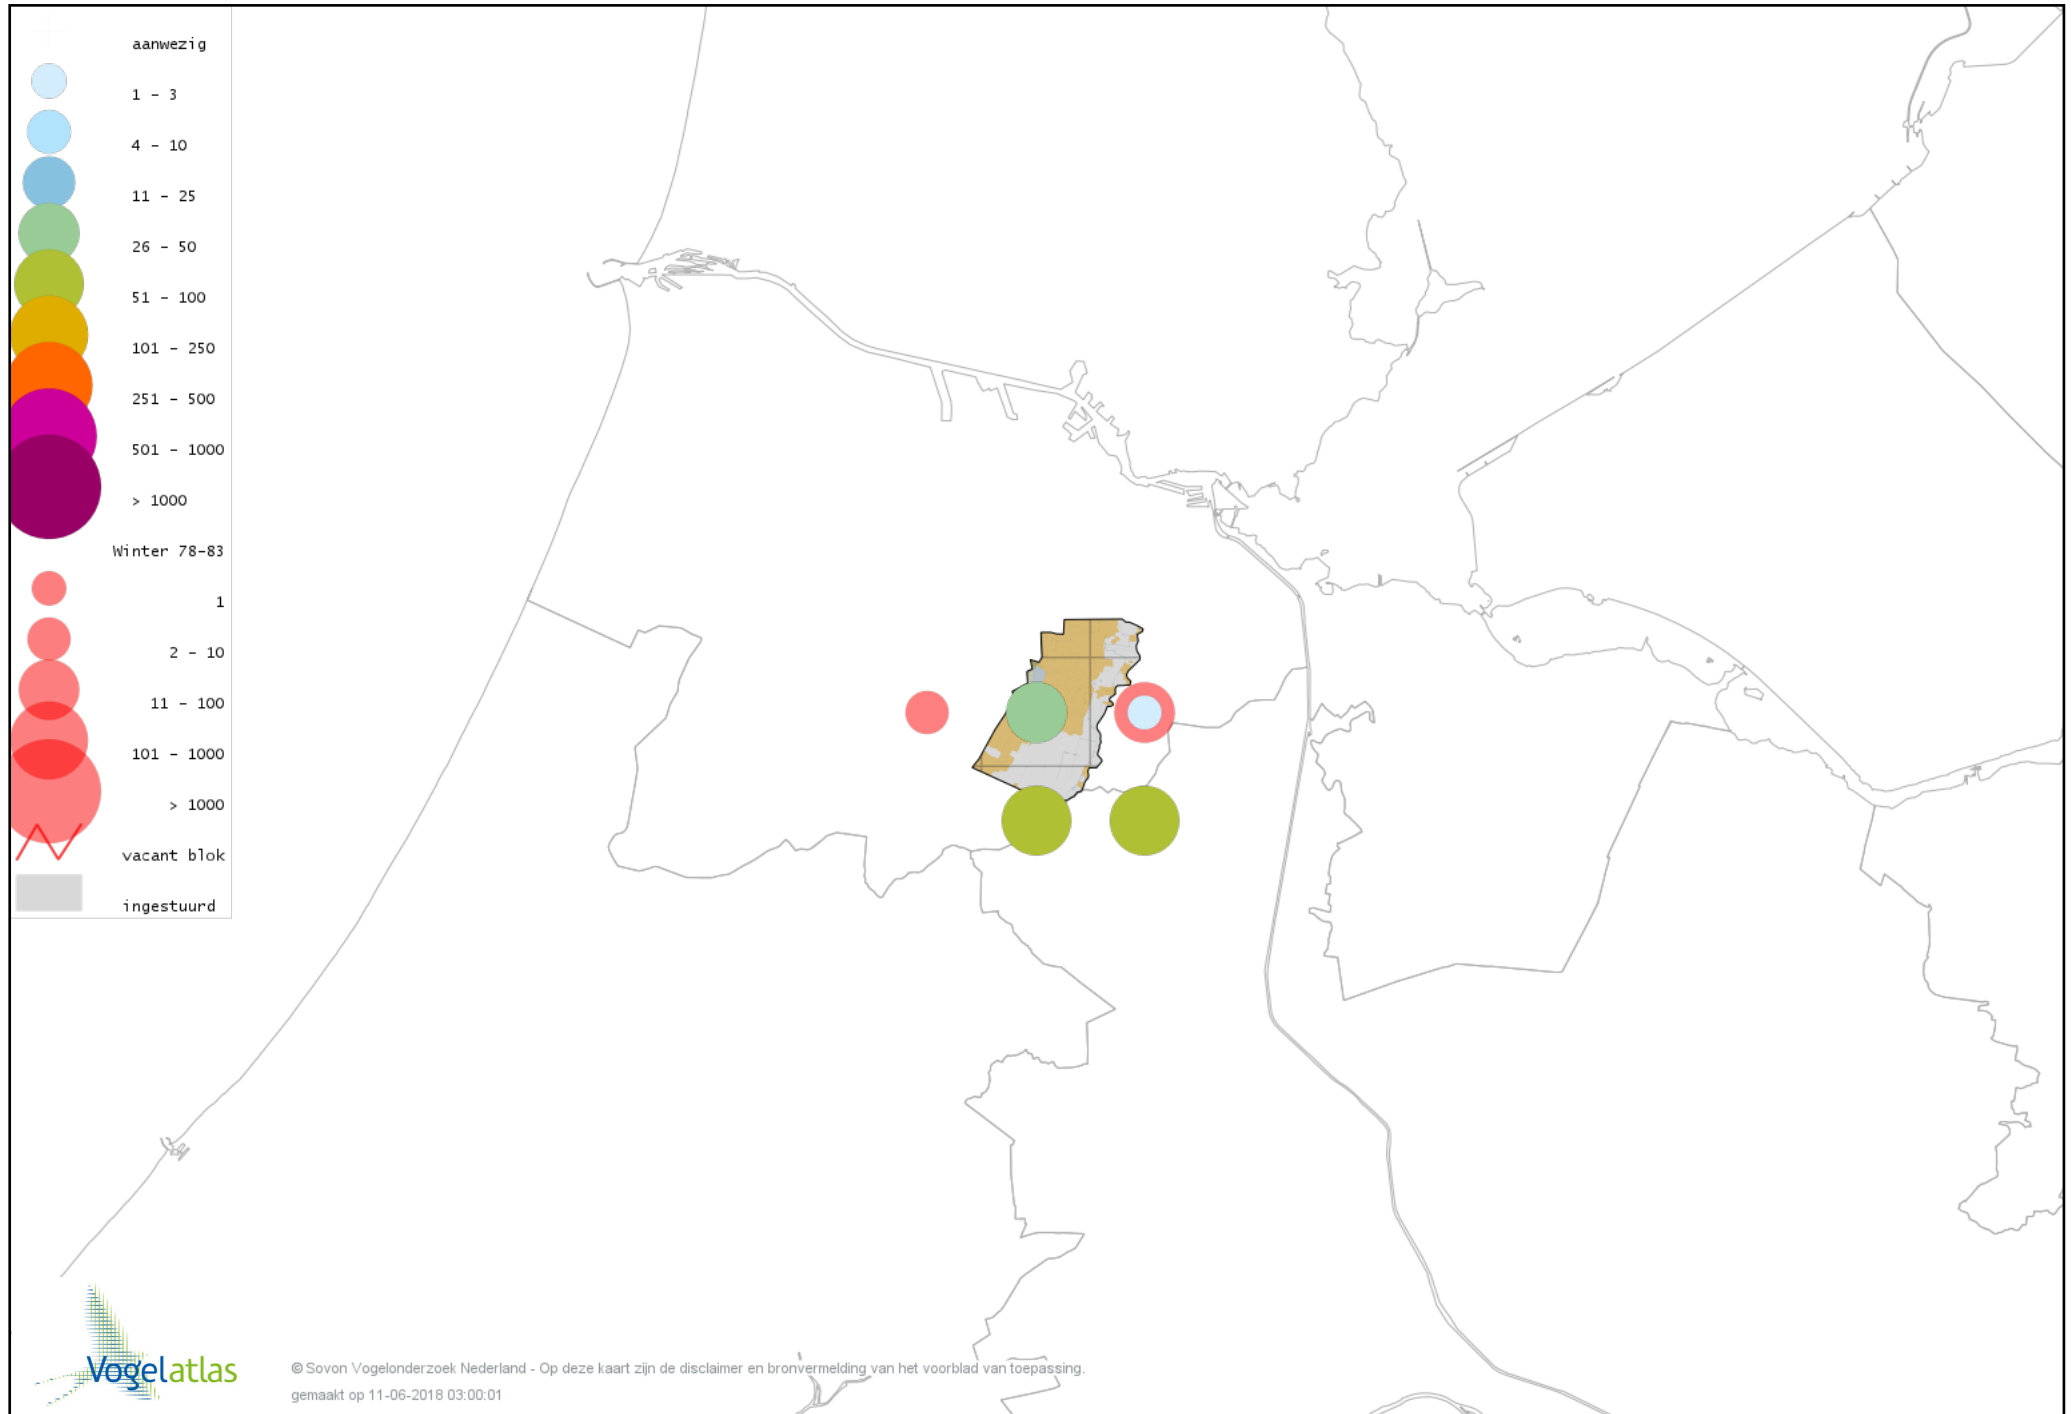 aanwezig
1 - 3
4 - 10
11 - 25
26 - 50
51 - 100
101 - 250
251 - 500
501 - 1000
> 1000
Winter 78-83
1
2 - 10
11 - 100
101 - 1000
> 1000
vacant blok
ingestuurd
Vogelatlas
© Sovon Vogelonderzoek Nederland - Op deze kaart zijn de disclaimer en bronvermelding van het voorblad van toepassing.
gemaakt op 11-06-2018 03:00:01